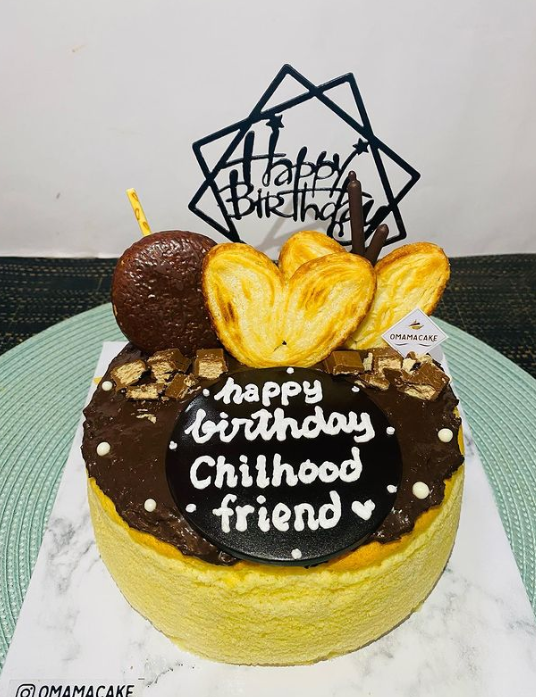 Happy
Birthday
OMAMACAKE
happy
birthday
Chilhood
friend
OMAMACAKE